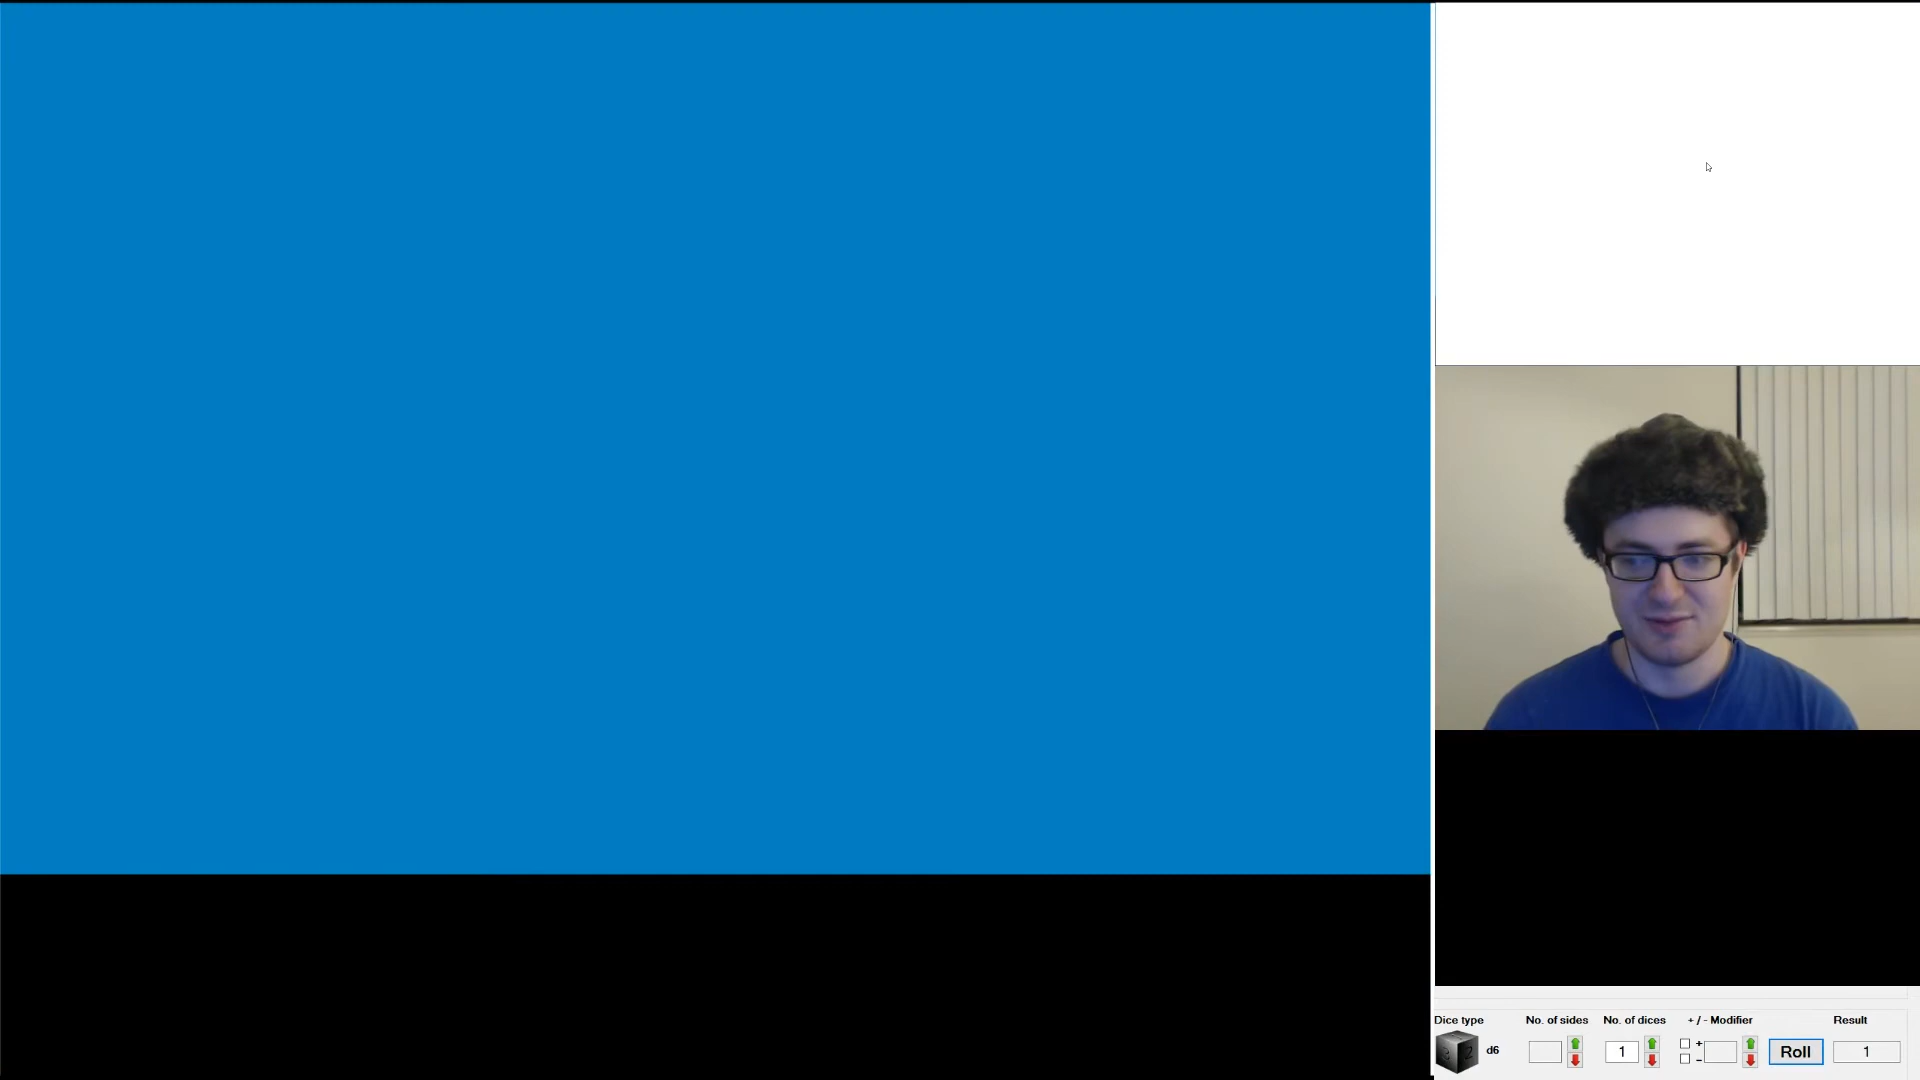 Dice type No. of sides No. of dices + / - Modifier Result
d6 1 + - Roll 1